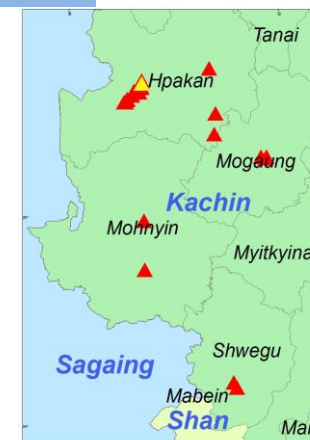 Tanai
Hpakan
Mogaung
Kachin
Mohnyin
Myitkyina
Shwegu
Sagaing
Mabein
Shan